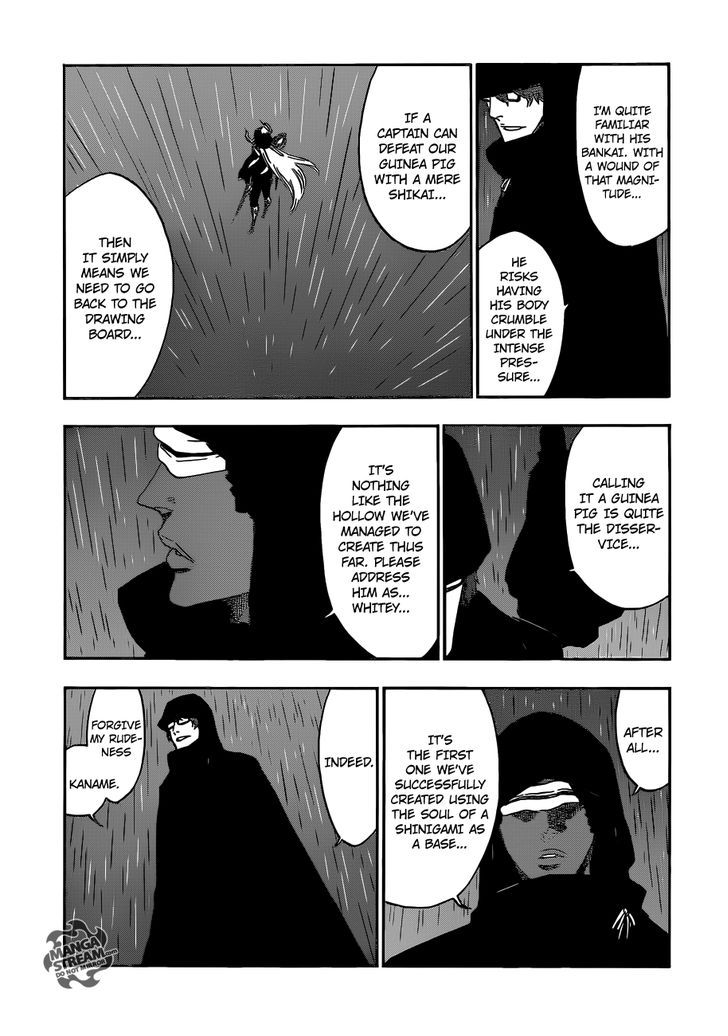 I'M QUITE
FAMILIAR
WITH HIS
BANKAI. WITH
A WOUND OF
THAT MAGNI-
TUDE...
HE
RISKS
HAVING
HIS BODY
CRUMBLE
UNDER THE
INTENSE
PRES-
SURE...
IF A
CAPTAIN CAN
DEFEAT OUR
GUINEA PIG
WITH A MERE
SHIKAI...
THEN
IT SIMPLY
MEANS WE
NEED TO GO
BACK TO THE
DRAWING
BOARD...
CALLING
IT A GUINEA
PIG IS QUITE
THE DISSER-
VICE...
IT'S
NOTHING
LIKE THE
HOLLOW WE'VE
MANAGED TO
CREATE THUS
FAR. PLEASE
ADDRESS
HIM AS...
WHITEY...
AFTER
ALL...
IT'S
THE FIRST
ONE WE'VE
SUCCESSFULLY
CREATED USING
THE SOUL OF A
SHINIGAMI AS
A BASE...
INDEED.
FORGIVE
MY RUDE-
NESS
KANAME.
MANGA
STREAM.com
DO NOT MIRROR